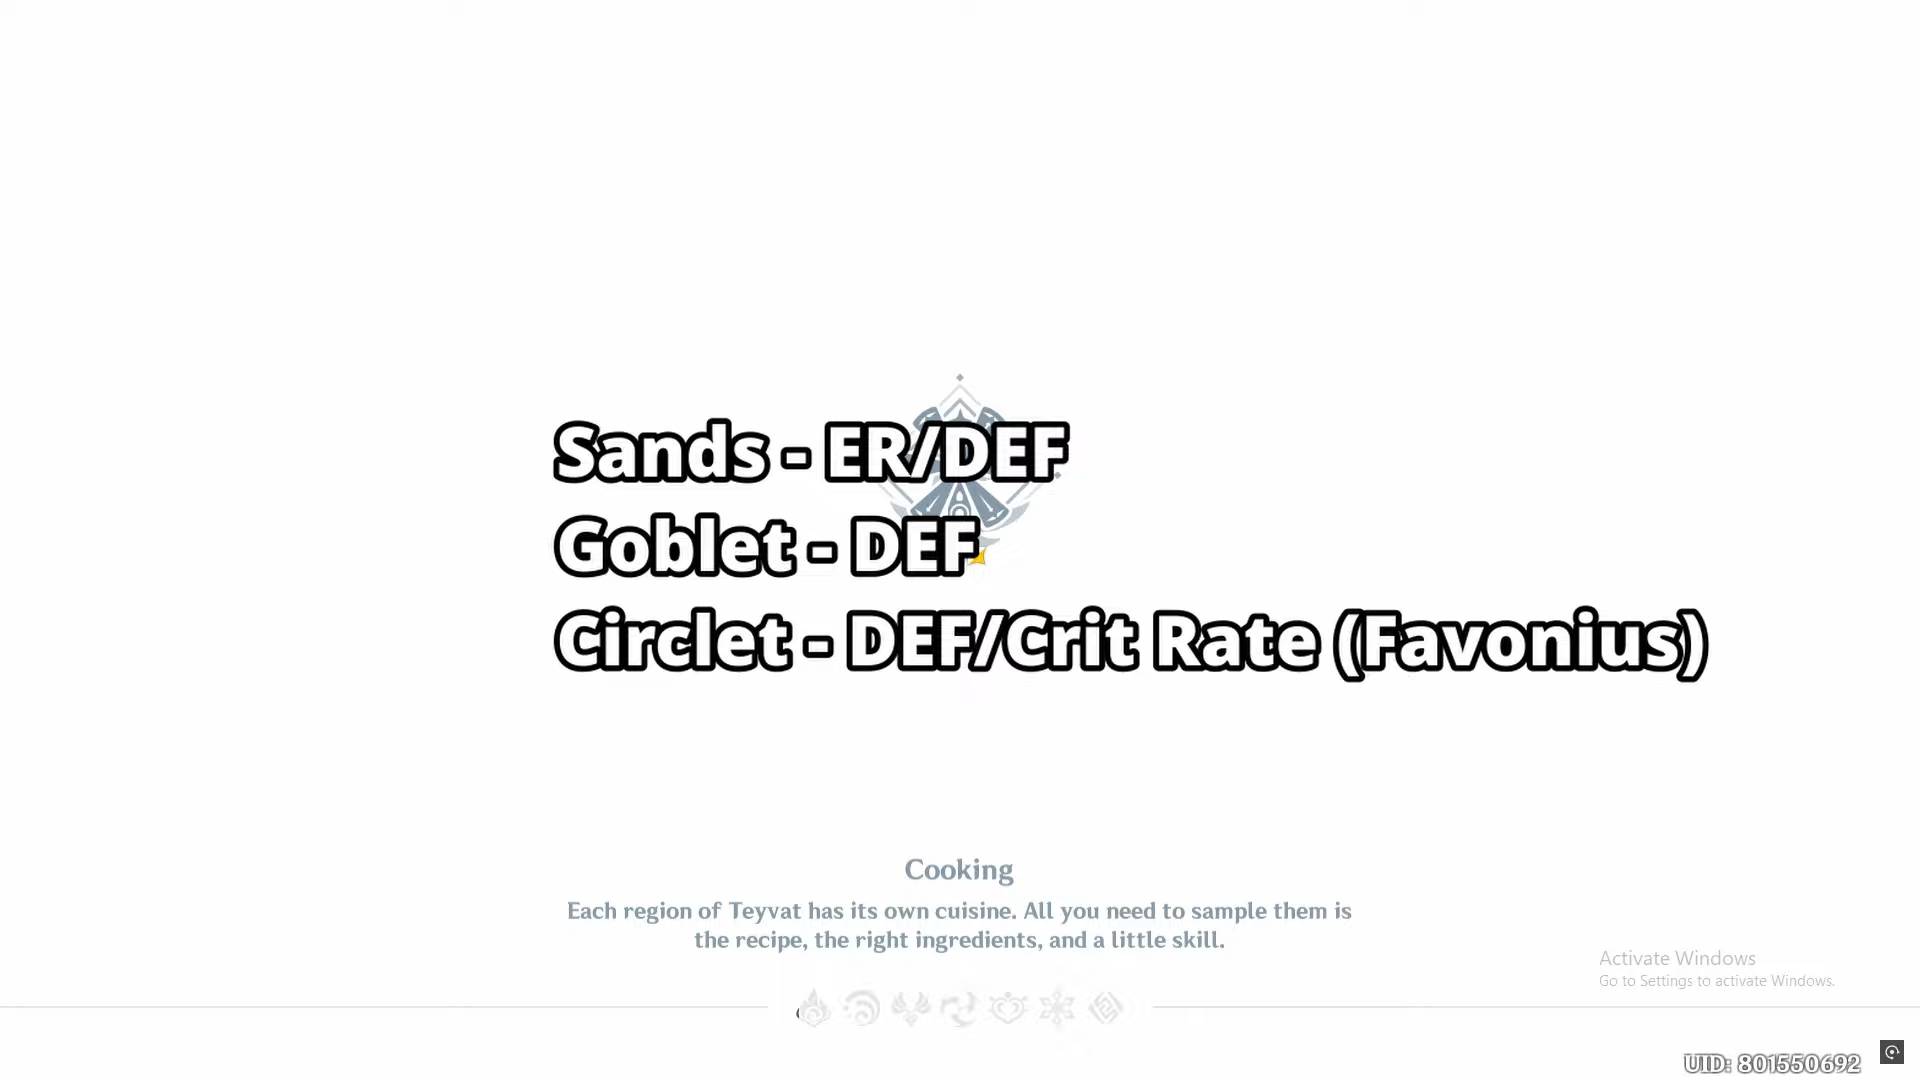 Sands - ER/DEF
Goblet - DEF
Circlet - DEF/Crit Rate (Favonius)
Cooking
Each region of Teyvat has its own cuisine. All you need to sample them is
the recipe, the right ingredients, and a little skill.
Activate Windows
Go to Settings to activate Windows.
UID: 801550692